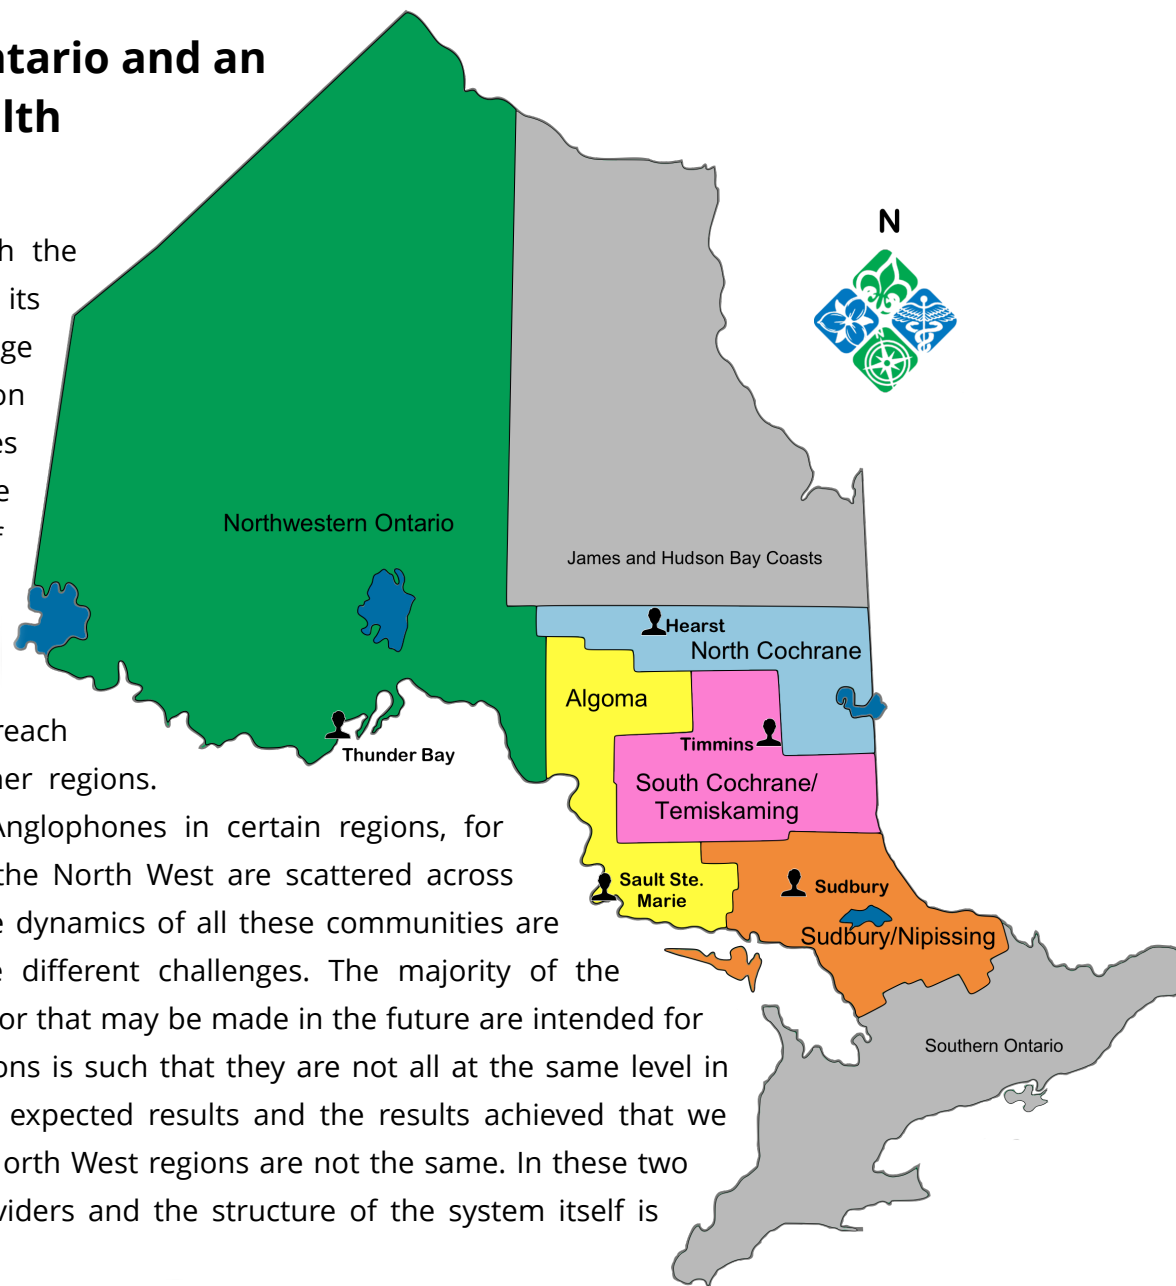 ntario and an
lth
h the
its
ge
on
es
e
f
reach
ner regions.
Anglophones in certain regions, for
the North West are scattered across
e dynamics of all these communities are
e different challenges. The majority of the
or that may be made in the future are intended for
ons is such that they are not all at the same level in
expected results and the results achieved that we
orth West regions are not the same. In these two
viders and the structure of the system itself is
N
Northwestern Ontario
James and Hudson Bay Coasts
Hearst
North Cochrane
Algoma
Timmins
Thunder Bay
South Cochrane/
Temiskaming
Sault Ste.
Marie
Sudbury
Sudbury/Nipissing
Southern Ontario